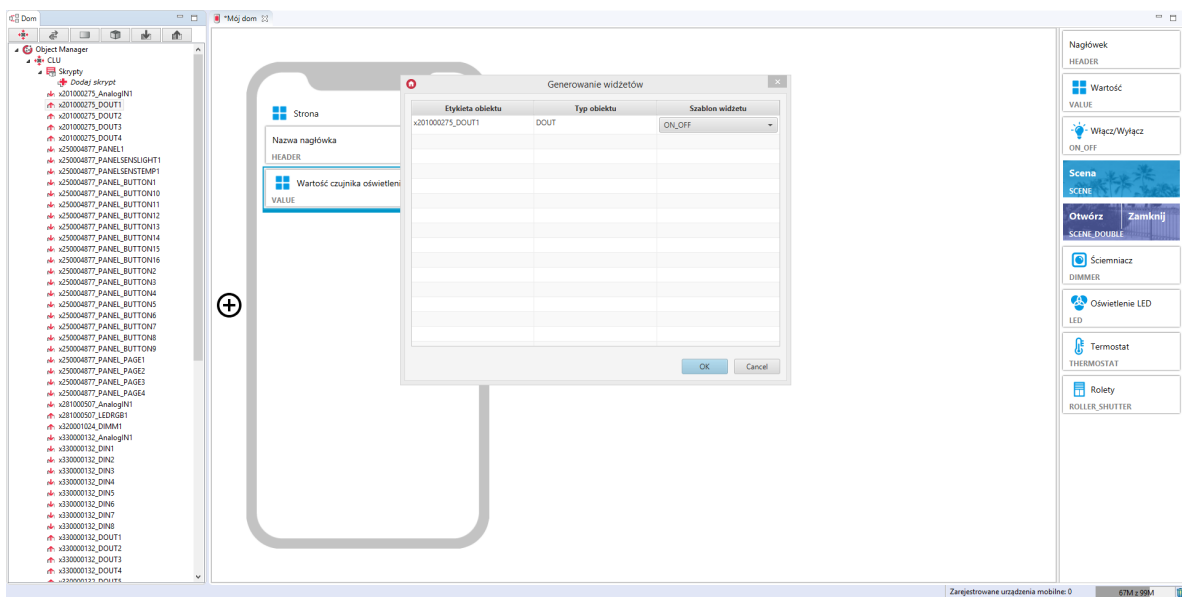 Dom
*Mój dom
Object Manager
CLU
Skrypty
Dodaj skrypt
x201000275_AnalogIN1
x201000275_DOUT1
x201000275_DOUT2
x201000275_DOUT3
x201000275_DOUT4
x250004877_PANEL1
x250004877_PANELSENSLIGHT1
x250004877_PANELSENSTEMP1
x250004877_PANEL_BUTTON1
x250004877_PANEL_BUTTON10
x250004877_PANEL_BUTTON11
x250004877_PANEL_BUTTON12
x250004877_PANEL_BUTTON13
x250004877_PANEL_BUTTON14
x250004877_PANEL_BUTTON15
x250004877_PANEL_BUTTON16
x250004877_PANEL_BUTTON2
x250004877_PANEL_BUTTON3
x250004877_PANEL_BUTTON4
x250004877_PANEL_BUTTON5
x250004877_PANEL_BUTTON6
x250004877_PANEL_BUTTON7
x250004877_PANEL_BUTTON8
x250004877_PANEL_BUTTON9
x250004877_PANEL_PAGE1
x250004877_PANEL_PAGE2
x250004877_PANEL_PAGE3
x250004877_PANEL_PAGE4
x281000507_AnalogIN1
x281000507_LEDRGB1
x320001024_DIMM1
x330000132_AnalogIN1
x330000132_DIN1
x330000132_DIN2
x330000132_DIN3
x330000132_DIN4
x330000132_DIN5
x330000132_DIN6
x330000132_DIN7
x330000132_DIN8
x330000132_DOUT1
x330000132_DOUT2
x330000132_DOUT3
x330000132_DOUT4
x330000132_DOUT5
Strona
Nazwa nagłówka
HEADER
Wartość czujnika oświetleni
VALUE
Generowanie widżetów
Etykieta obiektu Typ obiektu Szablon widżetu
x201000275_DOUT1 DOUT ON_OFF
OK Cancel
Nagłówek
HEADER
Wartość
VALUE
Włącz/Wyłącz
ON_OFF
Scena
SCENE
Otwórz Zamknij
SCENE_DOUBLE
Ściemniacz
DIMMER
Oświetlenie LED
LED
Termostat
THERMOSTAT
Rolety
ROLLER_SHUTTER
Zarejestrowane urządzenia mobilne: 0 67M z 99M